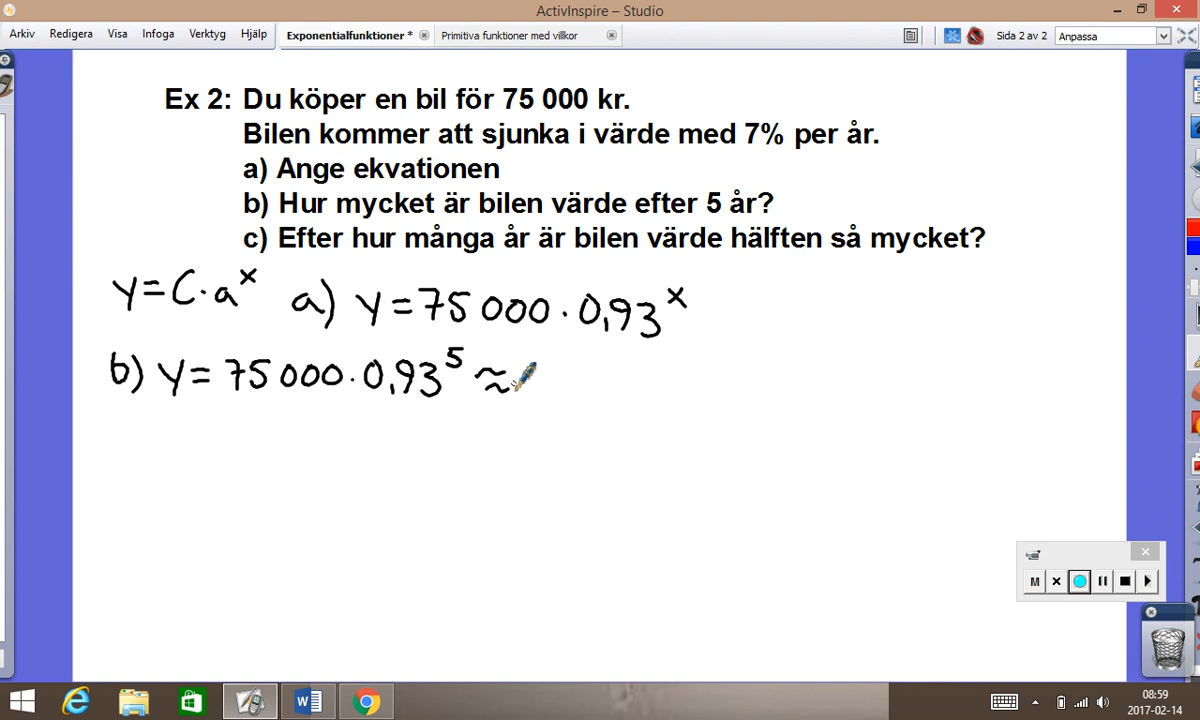 ActivInspire – Studio
Arkiv Redigera Visa Infoga Verktyg Hjälp Exponentialfunktioner * Primitiva funktioner med villkor Sida 2 av 2 Anpassa
Ex 2: Du köper en bil för 75 000 kr.
Bilen kommer att sjunka i värde med 7% per år.
a) Ange ekvationen
b) Hur mycket är bilen värde efter 5 år?
c) Efter hur många år är bilen värde hälften så mycket?
y = C · a^x a) y = 75 000 · 0,93^x
b) y = 75 000 · 0,93^5 ≈
M
08:59
2017-02-14